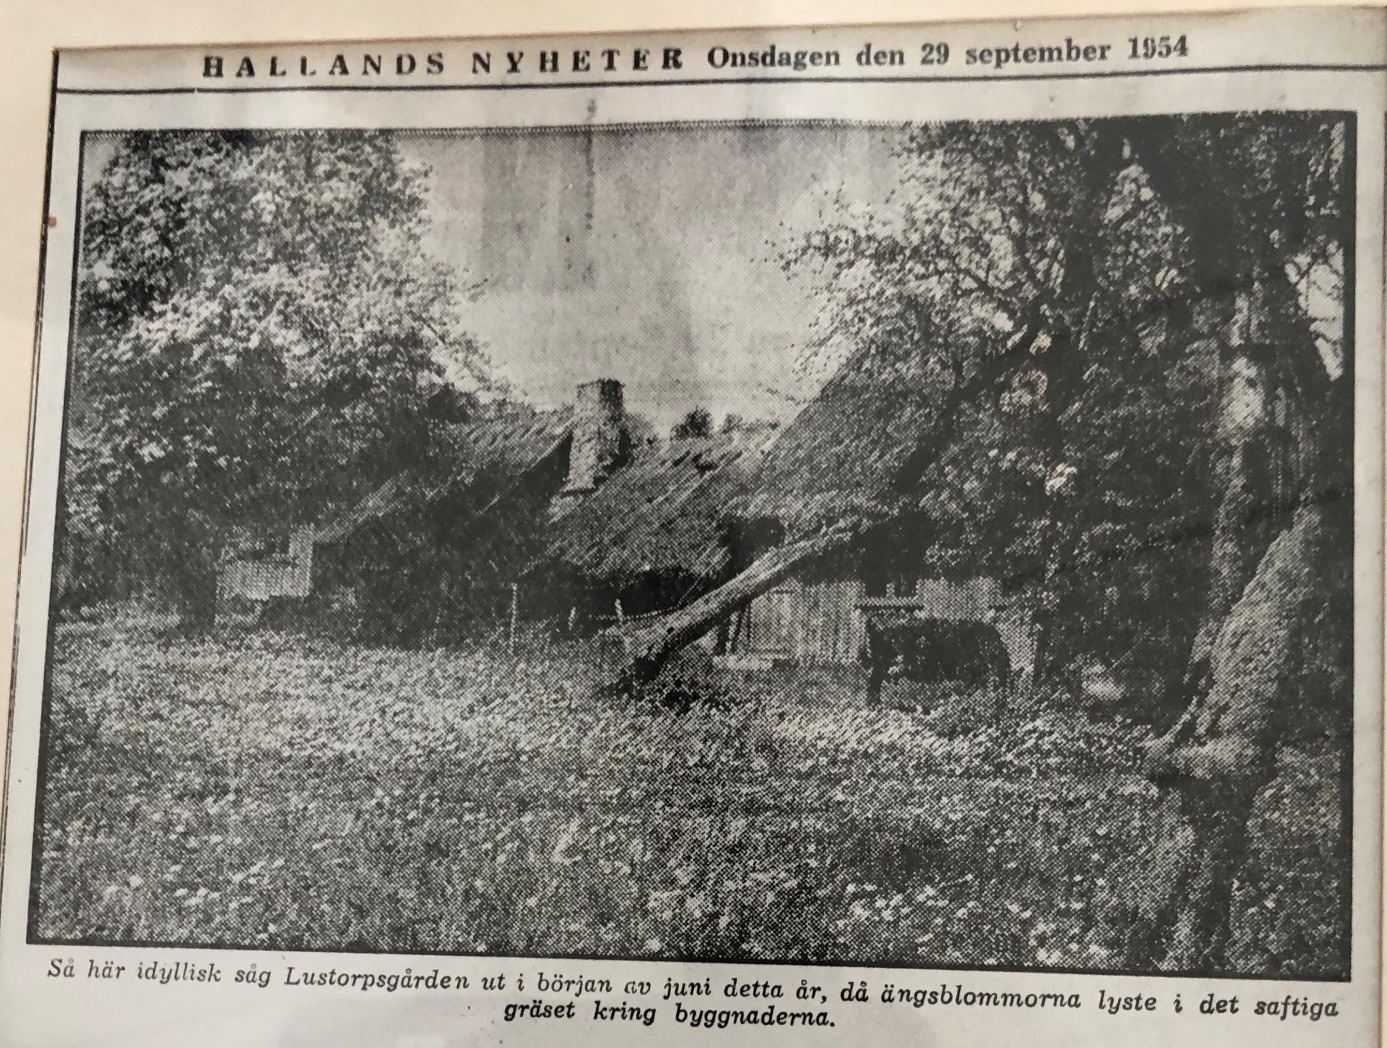 HALLANDS NYHETER Onsdagen den 29 september 1954
Så här idyllisk såg Lustorpsgården ut i början av juni detta år, då ängsblommorna lyste i det saftiga
gräset kring byggnaderna.